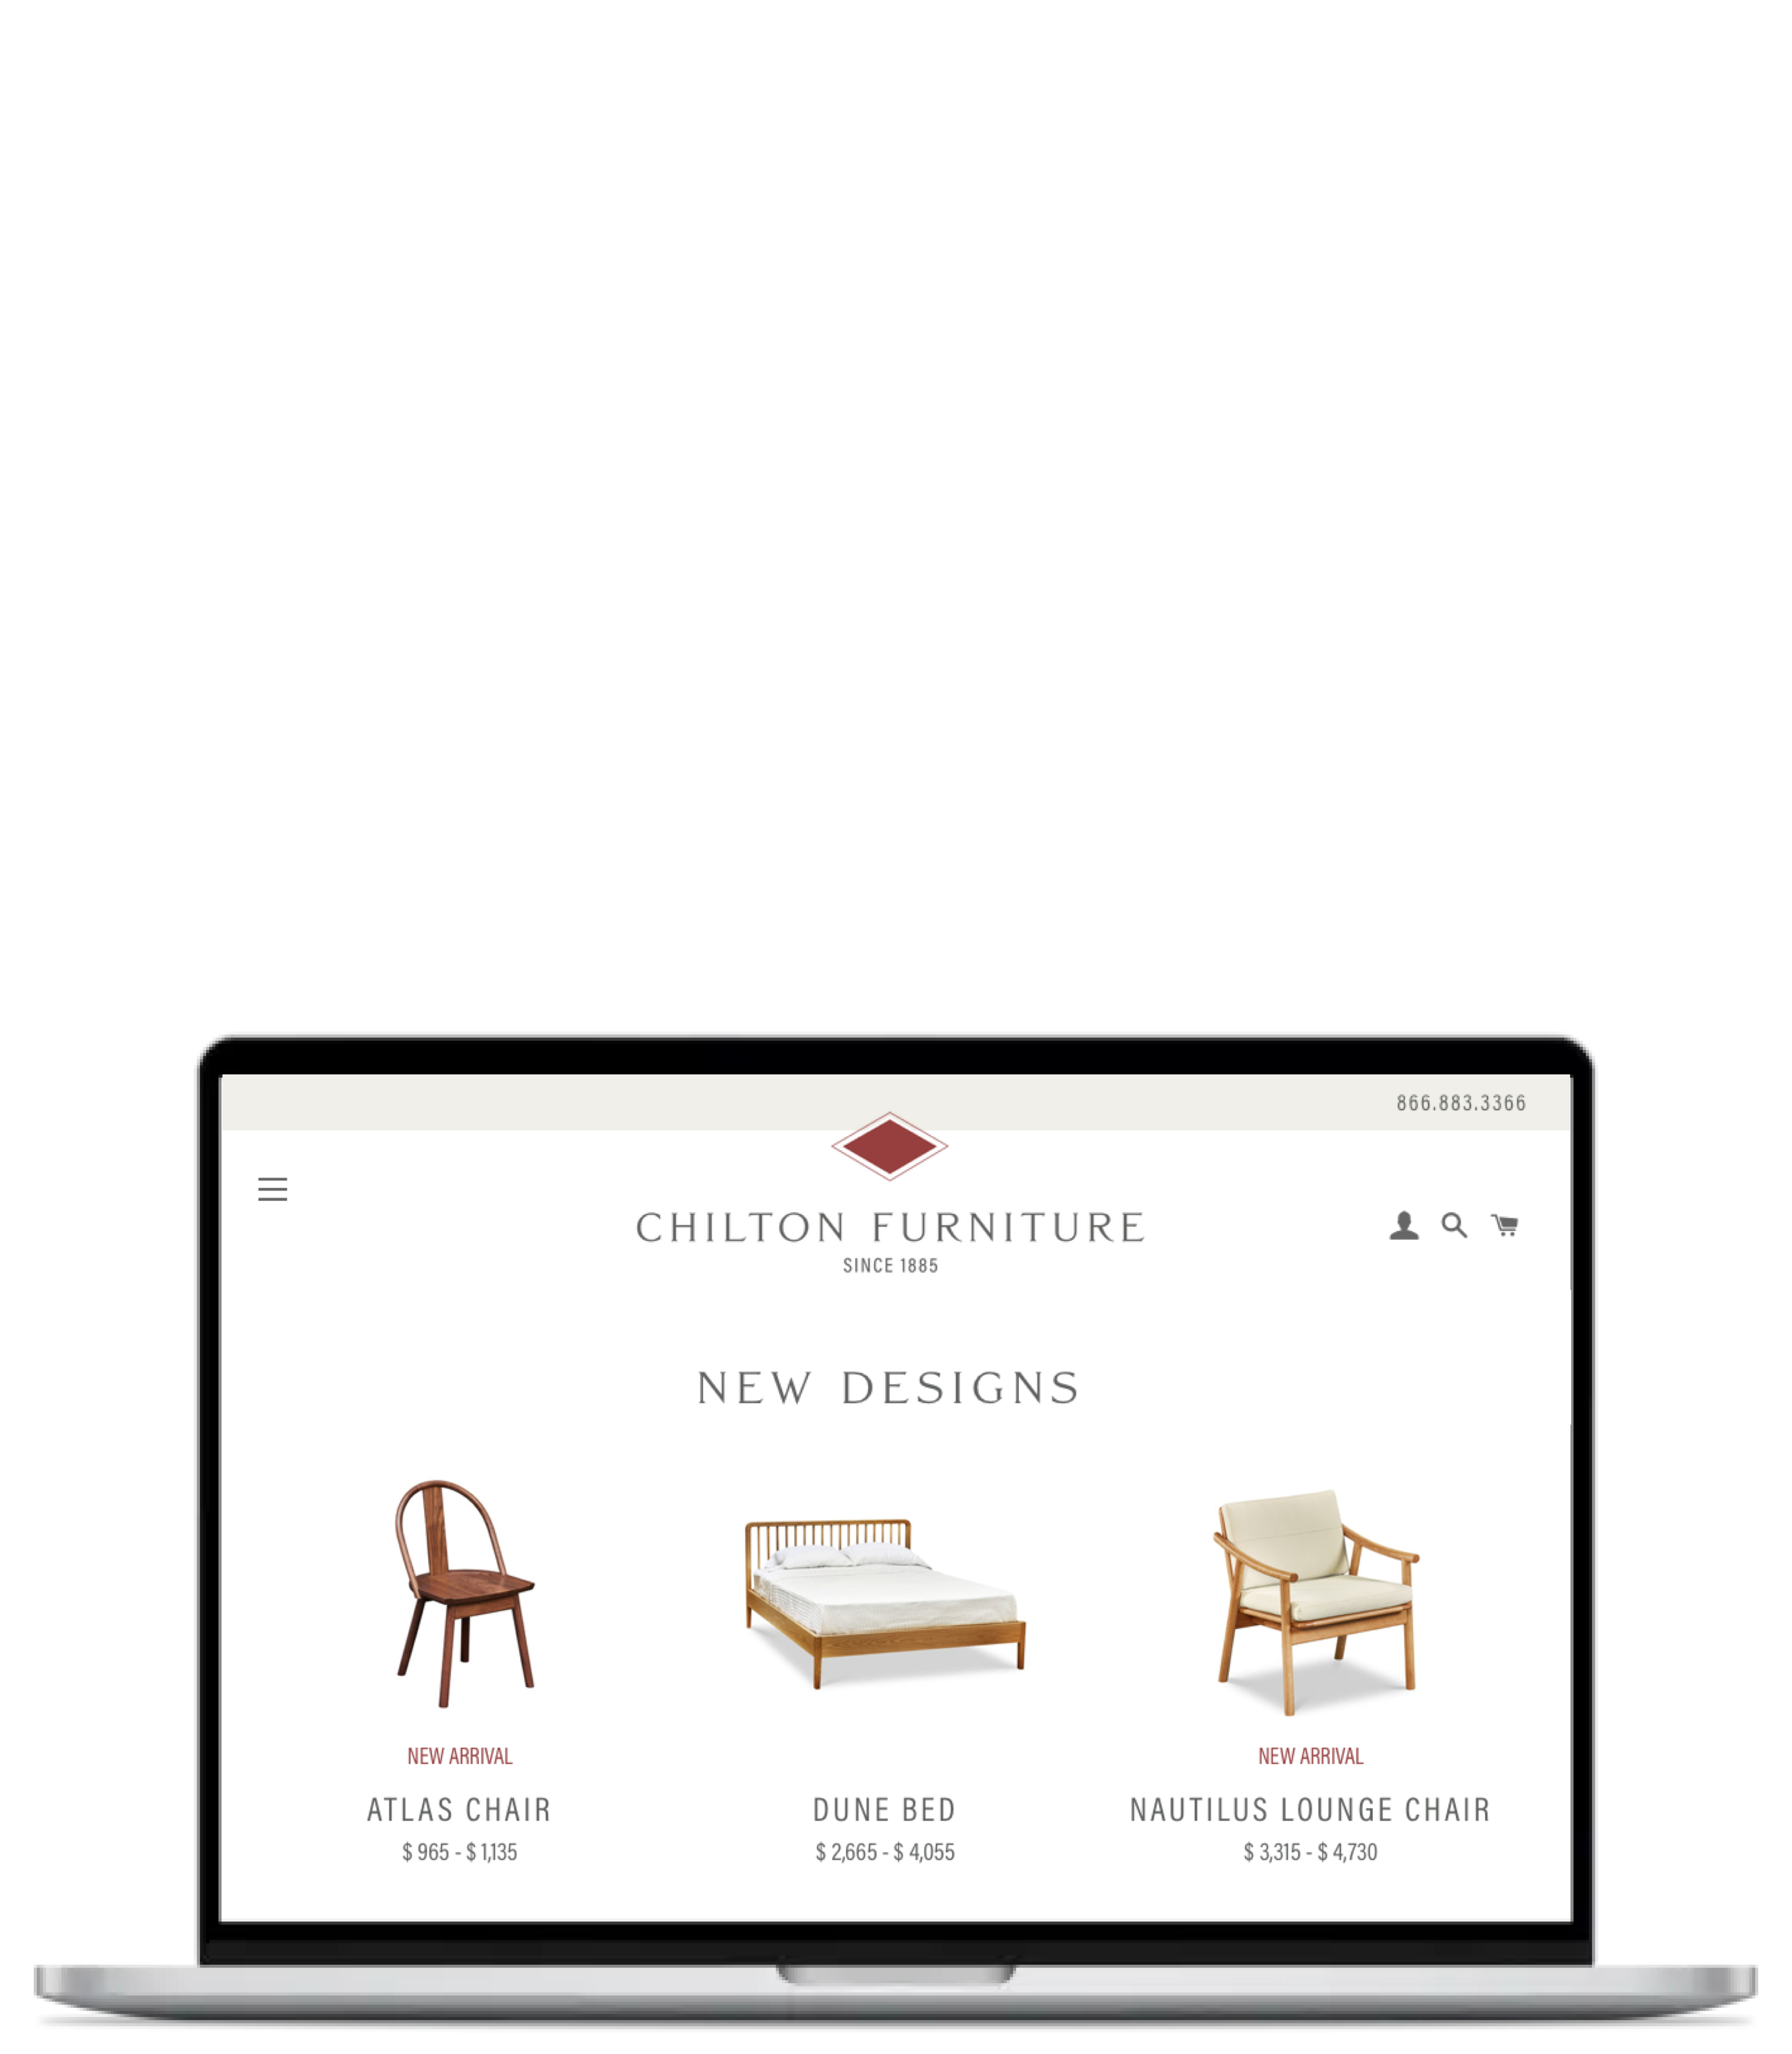 866.883.3366
CHILTON FURNITURE
SINCE 1885
NEW DESIGNS
NEW ARRIVAL
ATLAS CHAIR
$ 965 - $ 1,135
DUNE BED
$ 2,665 - $ 4,055
NEW ARRIVAL
NAUTILUS LOUNGE CHAIR
$ 3,315 - $ 4,730